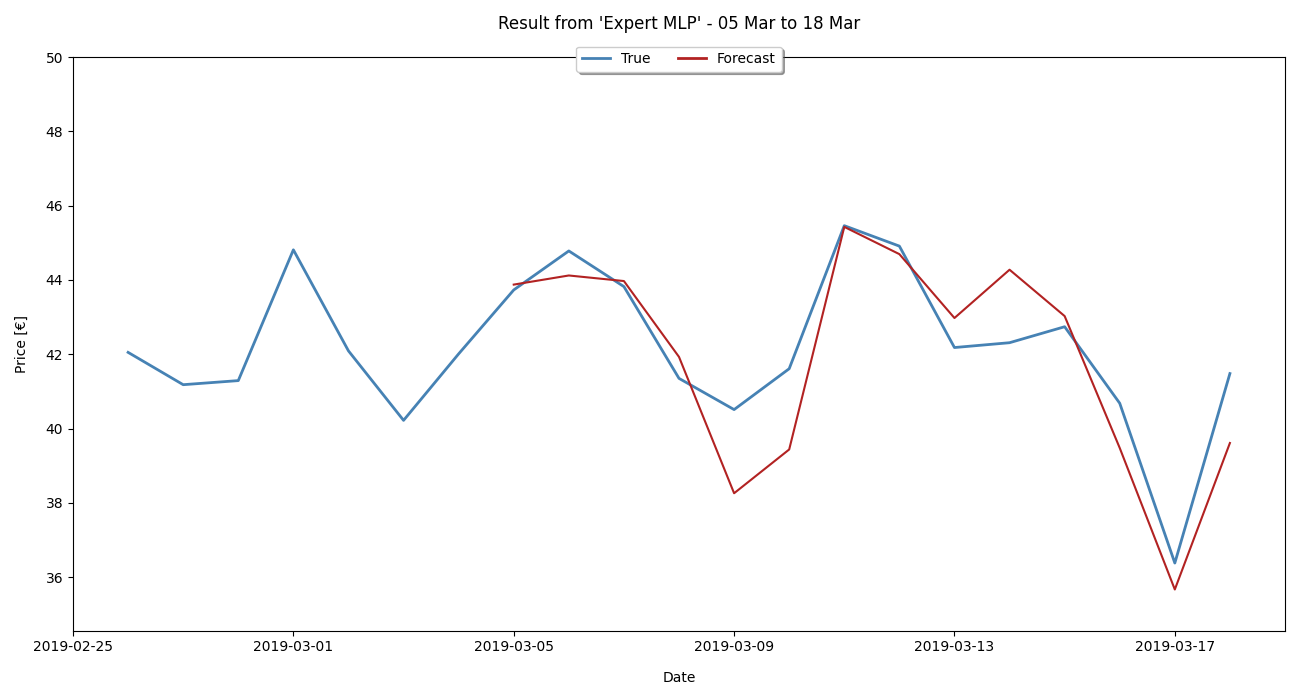 Result from 'Expert MLP' - 05 Mar to 18 Mar
True Forecast
50
48
46
44
42
40
38
36
Price [€]
2019-02-25 2019-03-01 2019-03-05 2019-03-09 2019-03-13 2019-03-17
Date